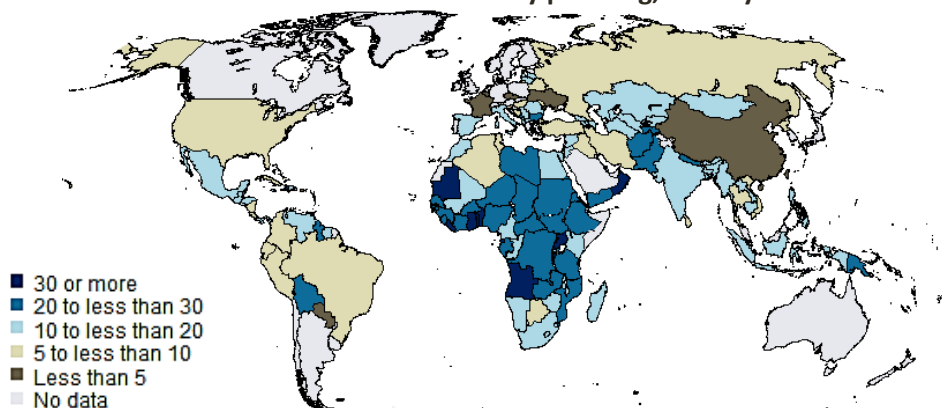 30 or more
20 to less than 30
10 to less than 20
5 to less than 10
Less than 5
No data